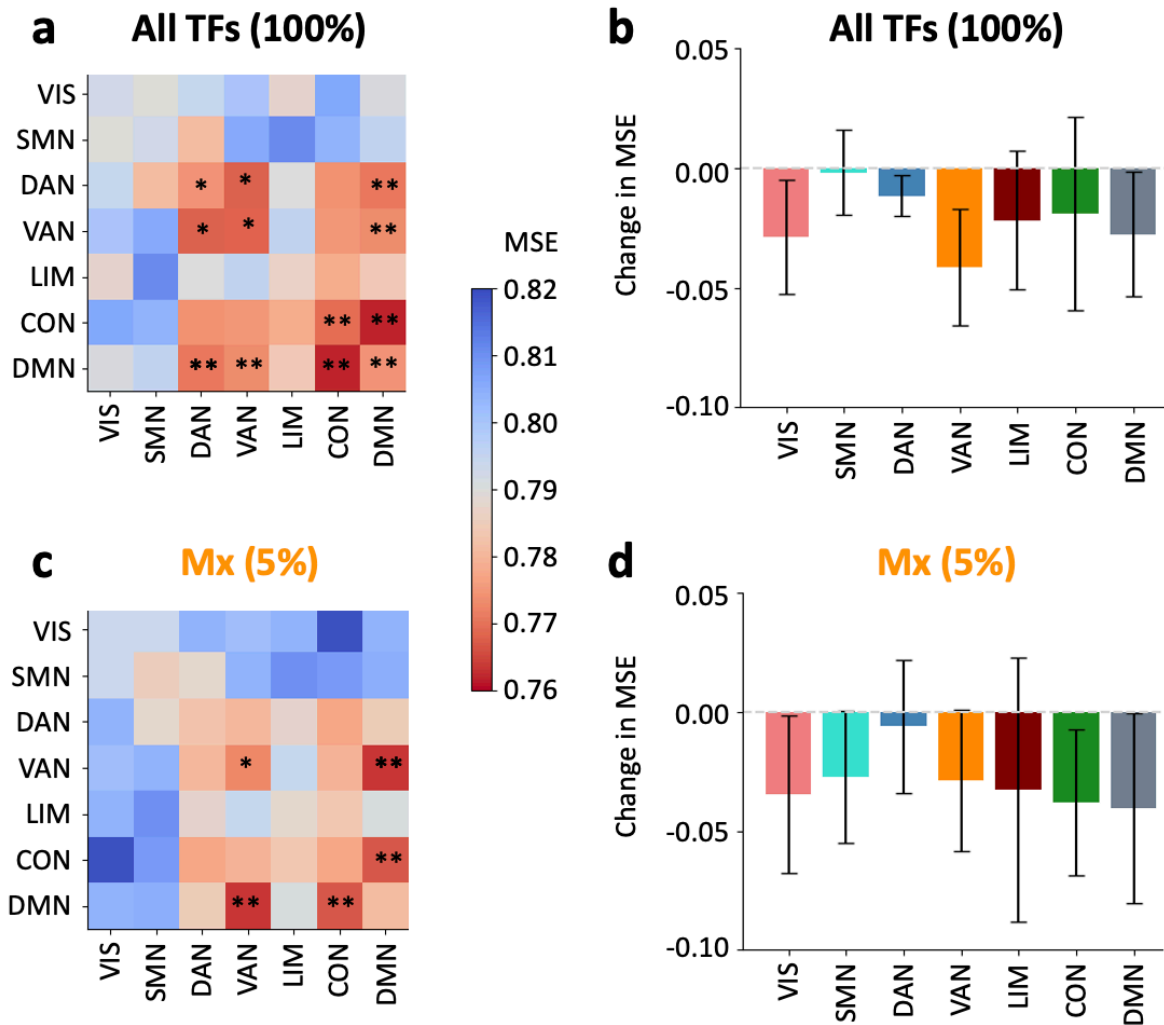 a All TFs (100%)
VIS
SMN
DAN * * **
VAN * * **
LIM
CON ** **
DMN ** ** ** **
VIS SMN DAN VAN LIM CON DMN
MSE
0.82
0.81
0.80
0.79
0.78
0.77
0.76
b All TFs (100%)
Change in MSE
0.05
0.00
-0.05
-0.10
VIS SMN DAN VAN LIM CON DMN
c Mx (5%)
VIS
SMN
DAN
VAN * **
LIM
CON **
DMN ** **
VIS SMN DAN VAN LIM CON DMN
d Mx (5%)
Change in MSE
0.05
0.00
-0.05
-0.10
VIS SMN DAN VAN LIM CON DMN